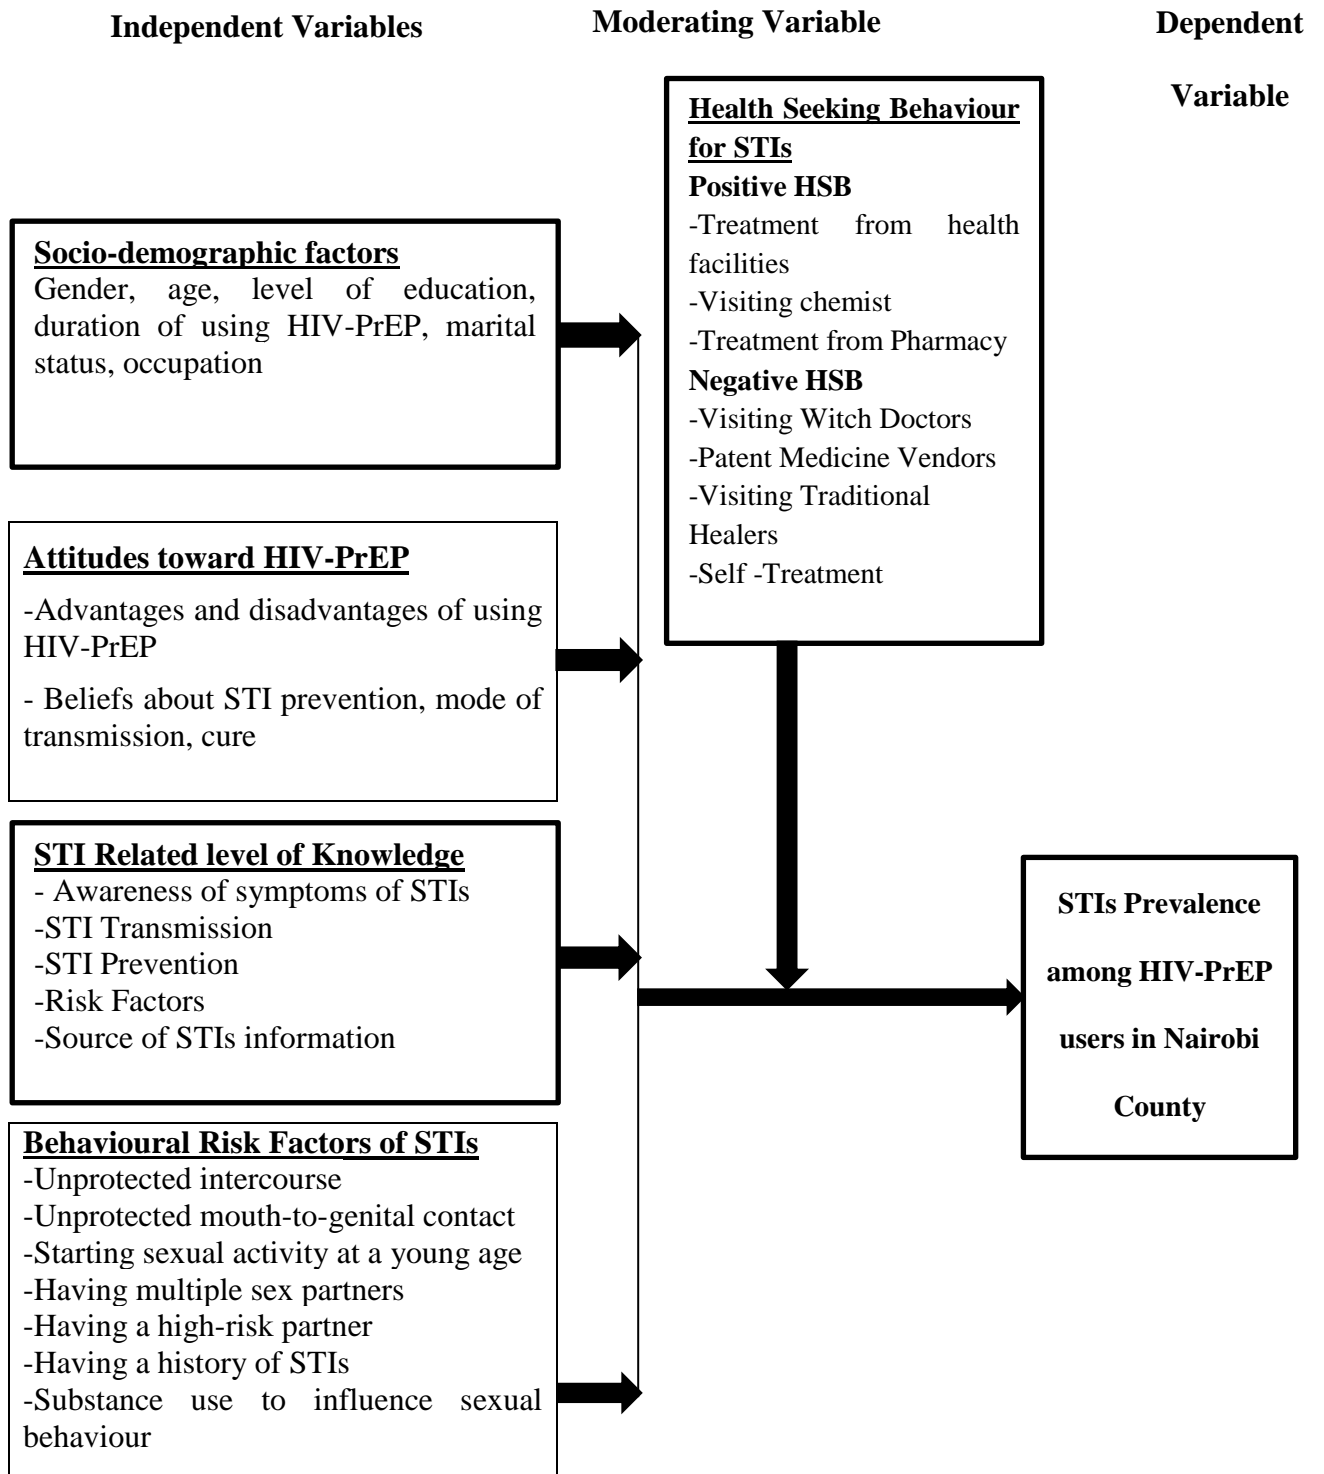 Independent Variables
Moderating Variable
Dependent
Variable
Health Seeking Behaviour
for STIs
Positive HSB
-Treatment from health
facilities
-Visiting chemist
-Treatment from Pharmacy
Negative HSB
-Visiting Witch Doctors
-Patent Medicine Vendors
-Visiting Traditional
Healers
-Self -Treatment
Socio-demographic factors
Gender, age, level of education,
duration of using HIV-PrEP, marital
status, occupation
Attitudes toward HIV-PrEP
-Advantages and disadvantages of using
HIV-PrEP
- Beliefs about STI prevention, mode of
transmission, cure
STI Related level of Knowledge
- Awareness of symptoms of STIs
-STI Transmission
-STI Prevention
-Risk Factors
-Source of STIs information
Behavioural Risk Factors of STIs
-Unprotected intercourse
-Unprotected mouth-to-genital contact
-Starting sexual activity at a young age
-Having multiple sex partners
-Having a high-risk partner
-Having a history of STIs
-Substance use to influence sexual
behaviour
STIs Prevalence
among HIV-PrEP
users in Nairobi
County